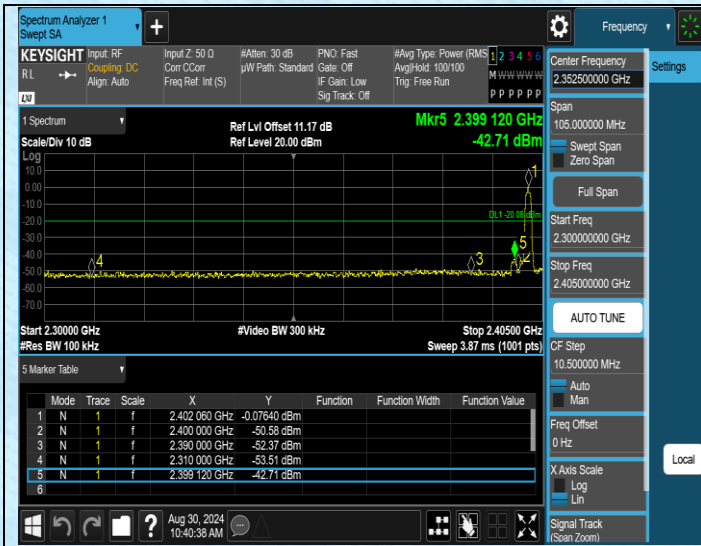 Spectrum Analyzer 1
Swept SA
+
Frequency
KEYSIGHT
RL
LXI
Input: RF
Coupling: DC
Align: Auto
Input Z: 50 Ω
Corr CCorr
Freq Ref: Int (S)
#Atten: 30 dB
µW Path: Standard
PNO: Fast
Gate: Off
IF Gain: Low
Sig Track: Off
#Avg Type: Power (RMS)
Avg|Hold: 100/100
Trig: Free Run
1 2 3 4 5 6
M W W W W W
P P P P P P
1 Spectrum
Scale/Div 10 dB
Ref Lvl Offset 11.17 dB
Ref Level 20.00 dBm
Mkr5 2.399 120 GHz
-42.71 dBm
Log
10.0
0.00
-10.0
-20.0
-30.0
-40.0
-50.0
-60.0
-70.0
DL1 -20.08 dBm
1
5
2
3
4
Start 2.30000 GHz
#Video BW 300 kHz
Stop 2.40500 GHz
#Res BW 100 kHz
Sweep 3.87 ms (1001 pts)
5 Marker Table
Mode Trace Scale X Y Function Function Width Function Value
1 N 1 f 2.402 060 GHz -0.07640 dBm
2 N 1 f 2.400 000 GHz -50.58 dBm
3 N 1 f 2.390 000 GHz -52.37 dBm
4 N 1 f 2.310 000 GHz -53.51 dBm
5 N 1 f 2.399 120 GHz -42.71 dBm
6
?
Aug 30, 2024
10:40:38 AM
Center Frequency
2.352500000 GHz
Span
105.000000 MHz
Swept Span
Zero Span
Full Span
Start Freq
2.300000000 GHz
Stop Freq
2.405000000 GHz
AUTO TUNE
CF Step
10.500000 MHz
Auto
Man
Freq Offset
0 Hz
X Axis Scale
Log
Lin
Signal Track
(Span Zoom)
Settings
Local